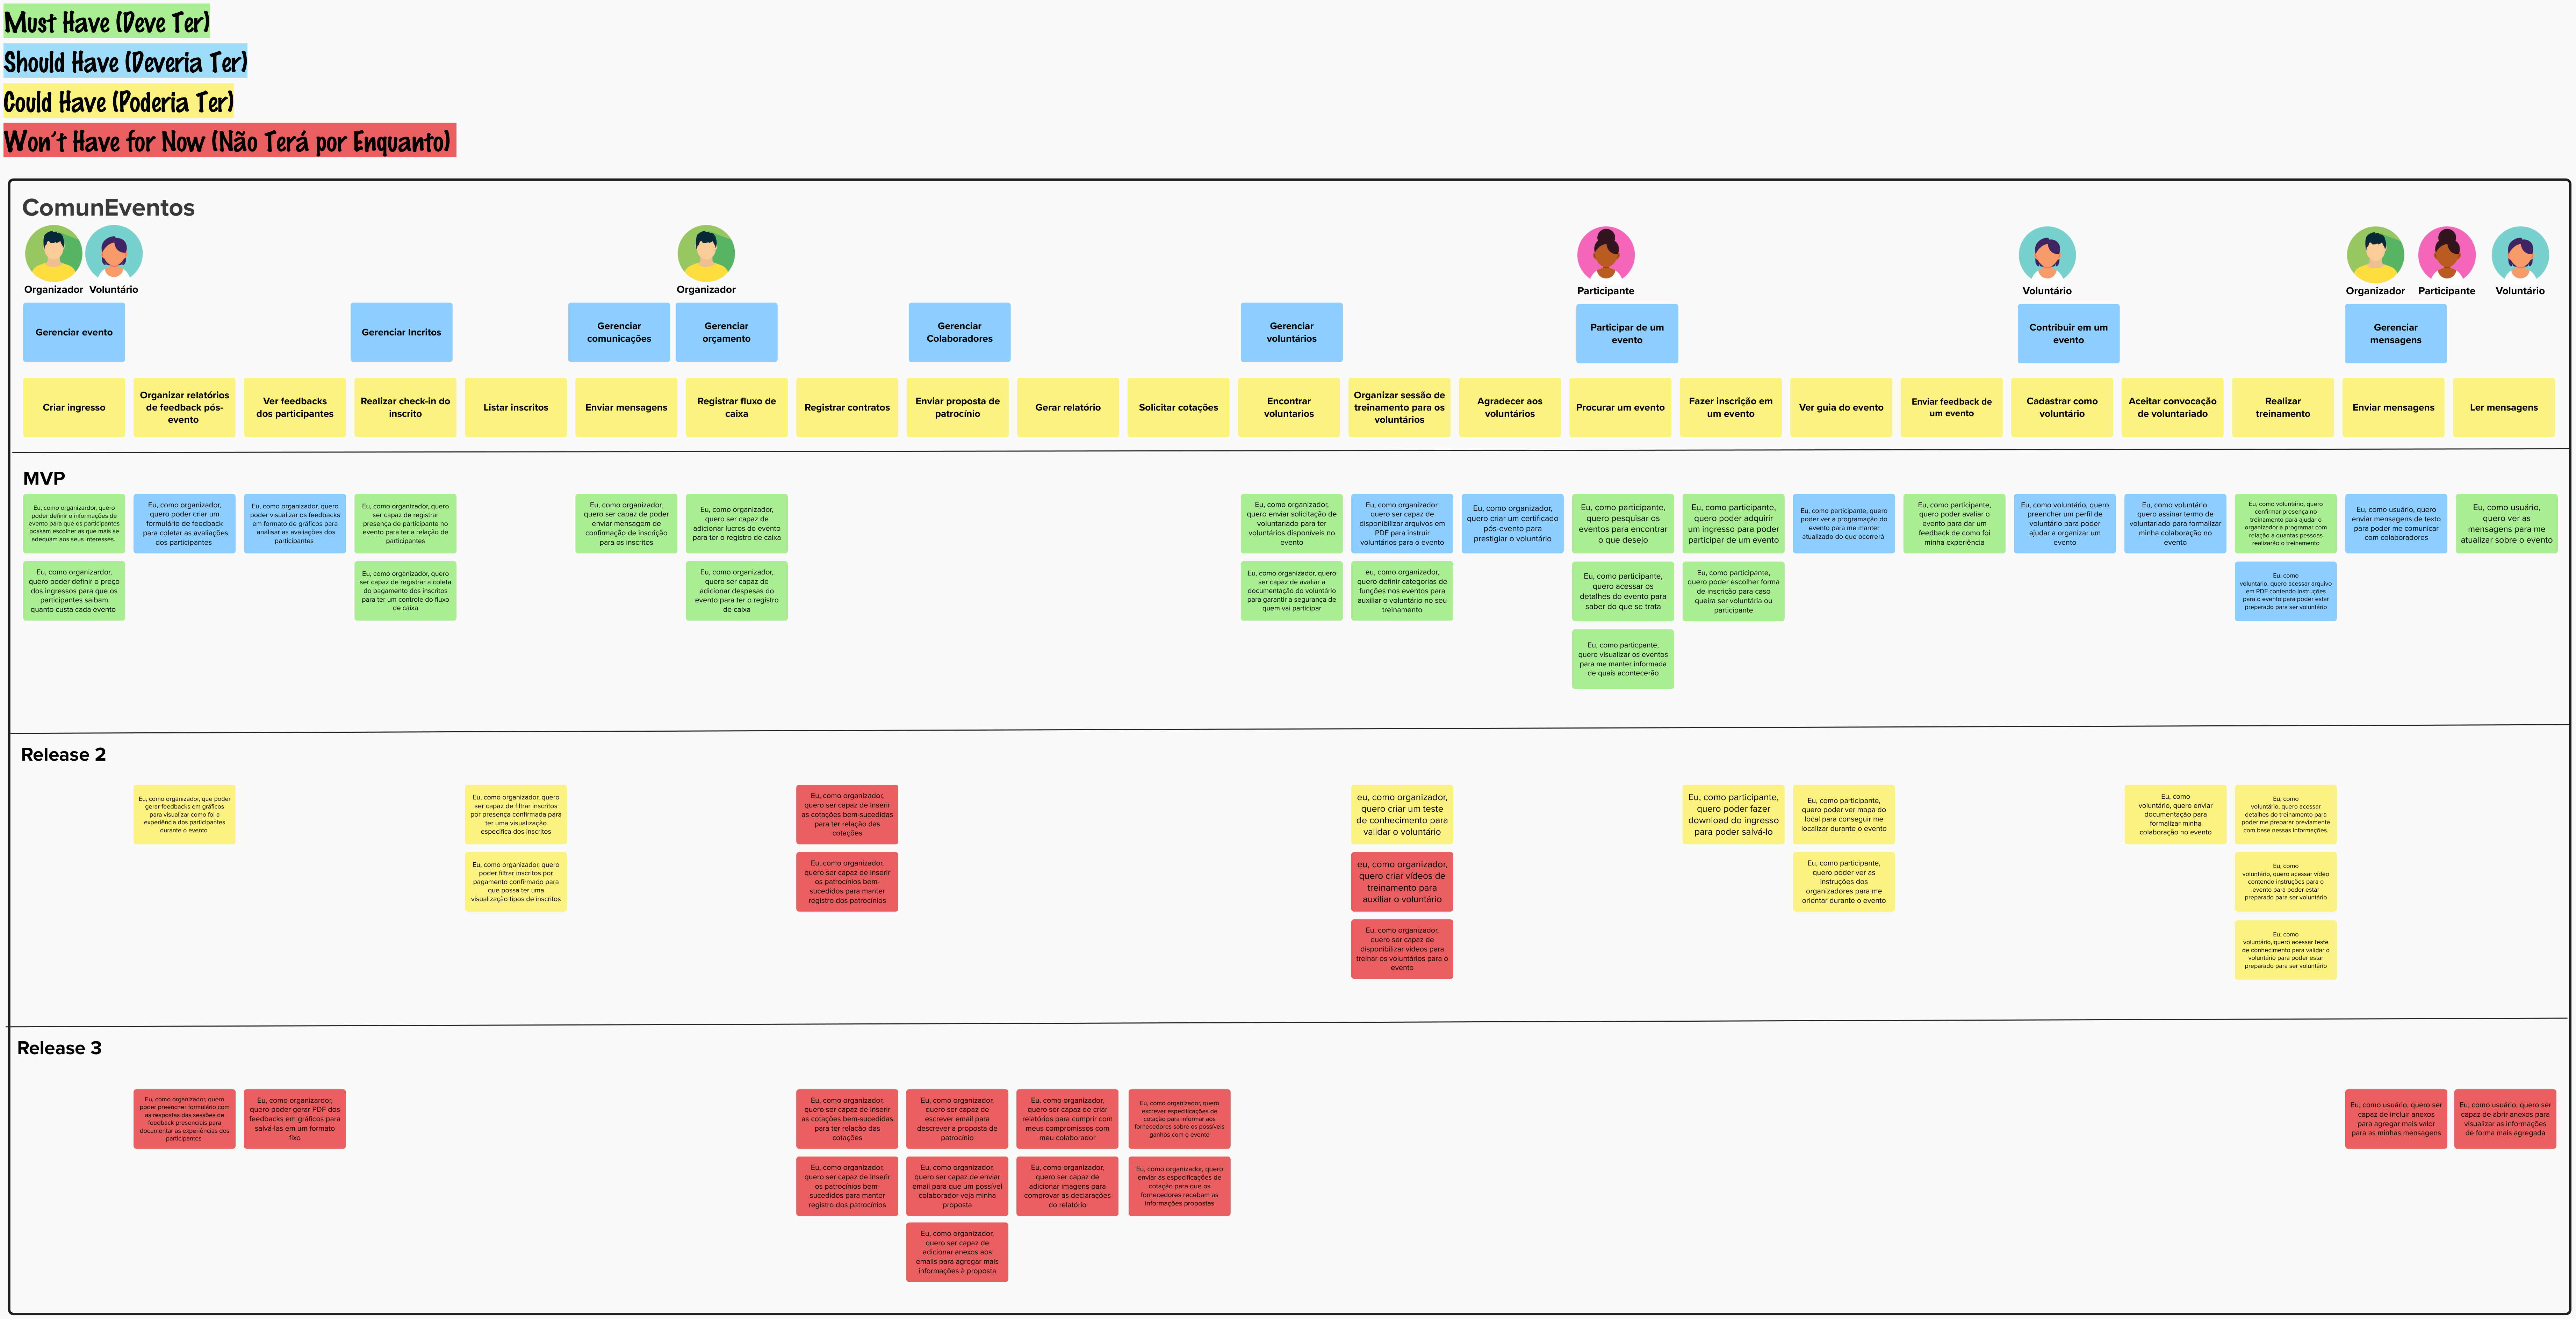 Must Have (Deve Ter)
Should Have (Deveria Ter)
Could Have (Poderia Ter)
Won't Have for Now (Não Terá por Enquanto)
ComunEventos
Organizador
Voluntário
Organizador
Participante
Voluntário
Organizador
Participante
Voluntário
Gerenciar evento
Gerenciar Incritos
Gerenciar
comunicações
Gerenciar
orçamento
Gerenciar
Colaboradores
Gerenciar
voluntários
Participar de um
evento
Contribuir em um
evento
Gerenciar
mensagens
Criar ingresso
Organizar relatórios
de feedback pós-
evento
Ver feedbacks
dos participantes
Realizar check-in do
inscrito
Listar inscritos
Enviar mensagens
Registrar fluxo de
caixa
Registrar contratos
Enviar proposta de
patrocínio
Gerar relatório
Solicitar cotações
Encontrar
voluntarios
Organizar sessão de
treinamento para os
voluntários
Agradecer aos
voluntários
Procurar um evento
Fazer inscrição em
um evento
Ver guia do evento
Enviar feedback de
um evento
Cadastrar como
voluntário
Aceitar convocação
de voluntariado
Realizar
treinamento
Enviar mensagens
Ler mensagens
MVP
Eu, como organizardor, quero
poder definir o informações de
evento para que os participantes
possam escolher as que mais se
adequam aos seus interesses.
Eu, como organizador, quero
poder definir o preço
dos ingressos para que os
participantes saibam
quanto custa cada evento
Eu, como organizador,
quero poder criar um
formulário de feedback
para coletar as avaliações
dos participantes
Eu, como organizador, quero
poder visualizar os feedbacks
em formato de gráficos para
analisar as avaliações dos
participantes
Eu, como organizador, quero
ser capaz de registrar
presença de participante no
evento para ter a relação de
participantes
Eu, como organizador, quero
ser capaz de registrar a coleta
do pagamento dos inscritos
para ter um controle do fluxo
de caixa
Eu, como organizador,
quero ser capaz de poder
enviar mensagem de
confirmação de inscrição
para os inscritos
Eu, como organizador,
quero ser capaz de
adicionar lucros do evento
para ter o registro de caixa
Eu, como organizador,
quero ser capaz de
adicionar despesas do
evento para ter o registro
de caixa
Eu, como organizador,
quero enviar solicitação de
voluntariado para ter
voluntários disponíveis no
evento
Eu, como organizador, quero
ser capaz de avaliar a
documentação do voluntário
para garantir a segurança de
quem vai participar
Eu, como organizador,
quero ser capaz de
disponibilizar arquivos em
PDF para instruir
voluntários para o evento
eu, como organizador,
quero definir categorias de
funções nos eventos para
auxiliar o voluntário no seu
treinamento
Eu, como organizador,
quero criar um certificado
pós-evento para
prestigiar o voluntário
Eu, como participante,
quero pesquisar os
eventos para encontrar
o que desejo
Eu, como participante,
quero acessar os
detalhes do evento para
saber do que se trata
Eu, como particpante,
quero visualizar os eventos
para me manter informada
de quais acontecerão
Eu, como participante,
quero poder adquirir
um ingresso para poder
participar de um evento
Eu, como participante,
quero poder escolher forma
de inscrição para caso
queira ser voluntária ou
participante
Eu, como participante, quero
poder ver a programação do
evento para me manter
atualizado do que ocorrerá
Eu, como participante,
quero poder avaliar o
evento para dar um
feedback de como foi
minha experiência
Eu, como voluntário, quero
preencher um perfil de
voluntário para poder
ajudar a organizar um
evento
Eu, como voluntário,
quero assinar termo de
voluntariado para formalizar
minha colaboração no
evento
Eu, como voluntário, quero
confirmar presença no
treinamento para ajudar o
organizador a programar com
relação a quantas pessoas
realizarão o treinamento
Eu, como
voluntário, quero acessar arquivo
em PDF contendo instruções
para o evento para poder estar
preparado para ser voluntário
Eu, como usuário, quero
enviar mensagens de texto
para poder me comunicar
com colaboradores
Eu, como usuário,
quero ver as
mensagens para me
atualizar sobre o evento
Release 2
Eu, como organizador, que poder
gerar feedbacks em gráficos
para visualizar como foi a
experiência dos participantes
durante o evento
Eu, como organizador, quero
ser capaz de filtrar inscritos
por presença confirmada para
ter uma visualização
especifica dos inscritos
Eu, como organizador, quero
poder filtrar inscritos por
pagamento confirmado para
que possa ter uma
visualização tipos de inscritos
Eu, como organizador,
quero ser capaz de Inserir
as cotações bem-sucedidas
para ter relação das
cotações
Eu, como organizador,
quero ser capaz de Inserir
os patrocínios bem-
sucedidos para manter
registro dos patrocínios
eu, como organizador,
quero criar um teste
de conhecimento para
validar o voluntário
eu, como organizador,
quero criar vídeos de
treinamento para
auxiliar o voluntário
Eu, como organizador,
quero ser capaz de
disponibilizar videos para
treinar os voluntários para o
evento
Eu, como participante,
quero poder fazer
download do ingresso
para poder salvá-lo
Eu, como participante,
quero poder ver mapa do
local para conseguir me
localizar durante o evento
Eu, como participante,
quero poder ver as
instruções dos
organizadores para me
orientar durante o evento
Eu, como
voluntário, quero enviar
documentação para
formalizar minha
colaboração no evento
Eu, como
voluntário, quero acessar
detalhes do treinamento para
poder me preparar previamente
com base nessas informações.
Eu, como
voluntário, quero acessar vídeo
contendo instruções para o
evento para poder estar
preparado para ser voluntário
Eu, como
voluntário, quero acessar teste
de conhecimento para validar o
voluntário para poder estar
preparado para ser voluntário
Release 3
Eu, como organizador, quero
poder preencher formulário com
as respostas das sessões de
feedback presenciais para
documentar as experiências dos
participantes
Eu, como organizardor,
quero poder gerar PDF dos
feedbacks em gráficos para
salvá-las em um formato
fixo
Eu, como organizador,
quero ser capaz de Inserir
as cotações bem-sucedidas
para ter relação das
cotações
Eu, como organizador,
quero ser capaz de Inserir
os patrocínios bem-
sucedidos para manter
registro dos patrocínios
Eu, como organizador,
quero ser capaz de
escrever email para
descrever a proposta de
patrocínio
Eu, como organizador,
quero ser capaz de enviar
email para que um possível
colaborador veja minha
proposta
Eu, como organizador,
quero ser capaz de
adicionar anexos aos
emails para agregar mais
informações à proposta
Eu, como organizador,
quero ser capaz de criar
relatórios para cumprir com
meus compromissos com
meu colaborador
Eu, como organizador,
quero ser capaz de
adicionar imagens para
comprovar as declarações
do relatório
Eu, como organizador, quero
escrever especificações de
cotação para informar aos
fornecedores sobre os possíveis
ganhos com o evento
Eu, como organizador, quero
enviar as especificações de
cotação para que os
fornecedores recebam as
informações propostas
Eu, como usuário, quero ser
capaz de incluir anexos
para agregar mais valor
para as minhas mensagens
Eu, como usuário, quero ser
capaz de abrir anexos para
visualizar as informações
de forma mais agregada